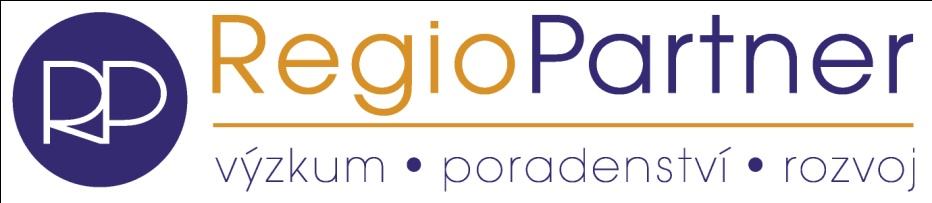 RP
RegioPartner
výzkum • poradenství • rozvoj